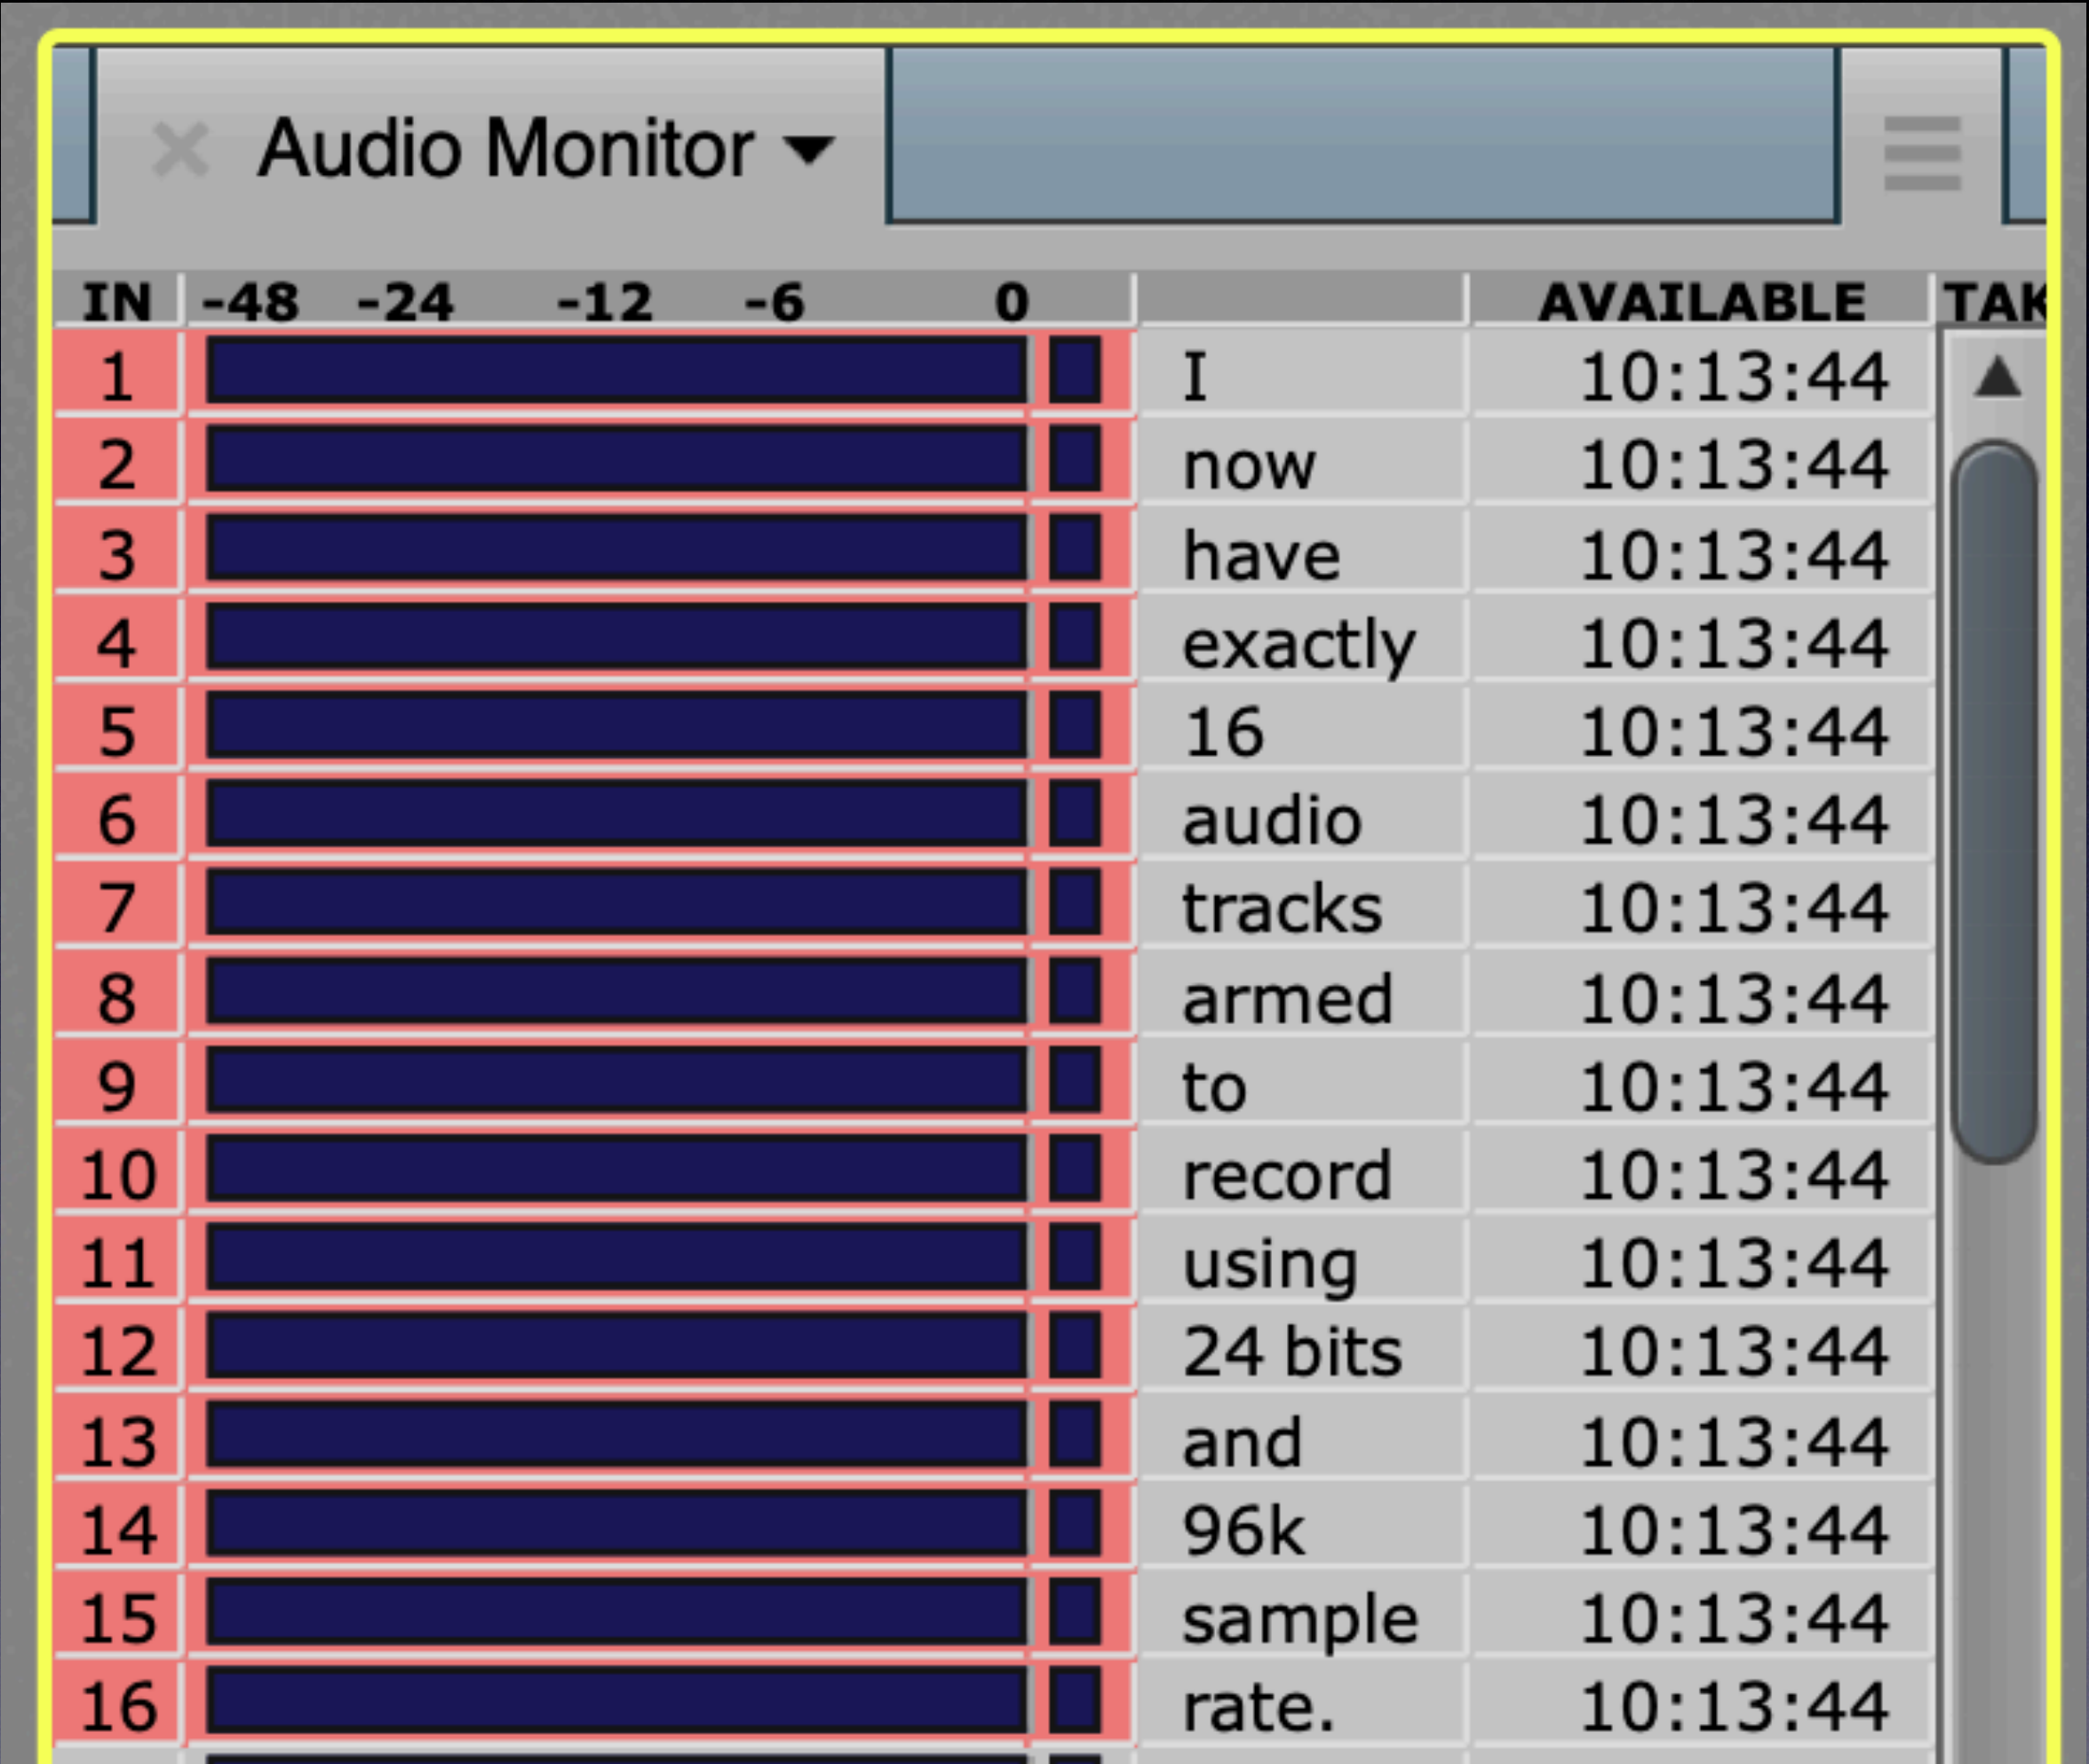 Audio Monitor
IN -48 -24 -12 -6 0 AVAILABLE TAK
1 I 10:13:44
2 now 10:13:44
3 have 10:13:44
4 exactly 10:13:44
5 16 10:13:44
6 audio 10:13:44
7 tracks 10:13:44
8 armed 10:13:44
9 to 10:13:44
10 record 10:13:44
11 using 10:13:44
12 24 bits 10:13:44
13 and 10:13:44
14 96k 10:13:44
15 sample 10:13:44
16 rate. 10:13:44